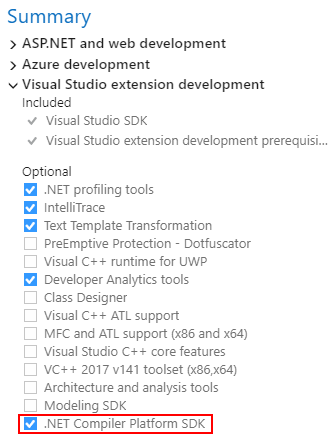 Summary
ASP.NET and web development
Azure development
Visual Studio extension development
Included
Visual Studio SDK
Visual Studio extension development prerequisi...
Optional
.NET profiling tools
IntelliTrace
Text Template Transformation
PreEmptive Protection - Dotfuscator
Visual C++ runtime for UWP
Developer Analytics tools
Class Designer
Visual C++ ATL support
MFC and ATL support (x86 and x64)
Visual Studio C++ core features
VC++ 2017 v141 toolset (x86,x64)
Architecture and analysis tools
Modeling SDK
.NET Compiler Platform SDK